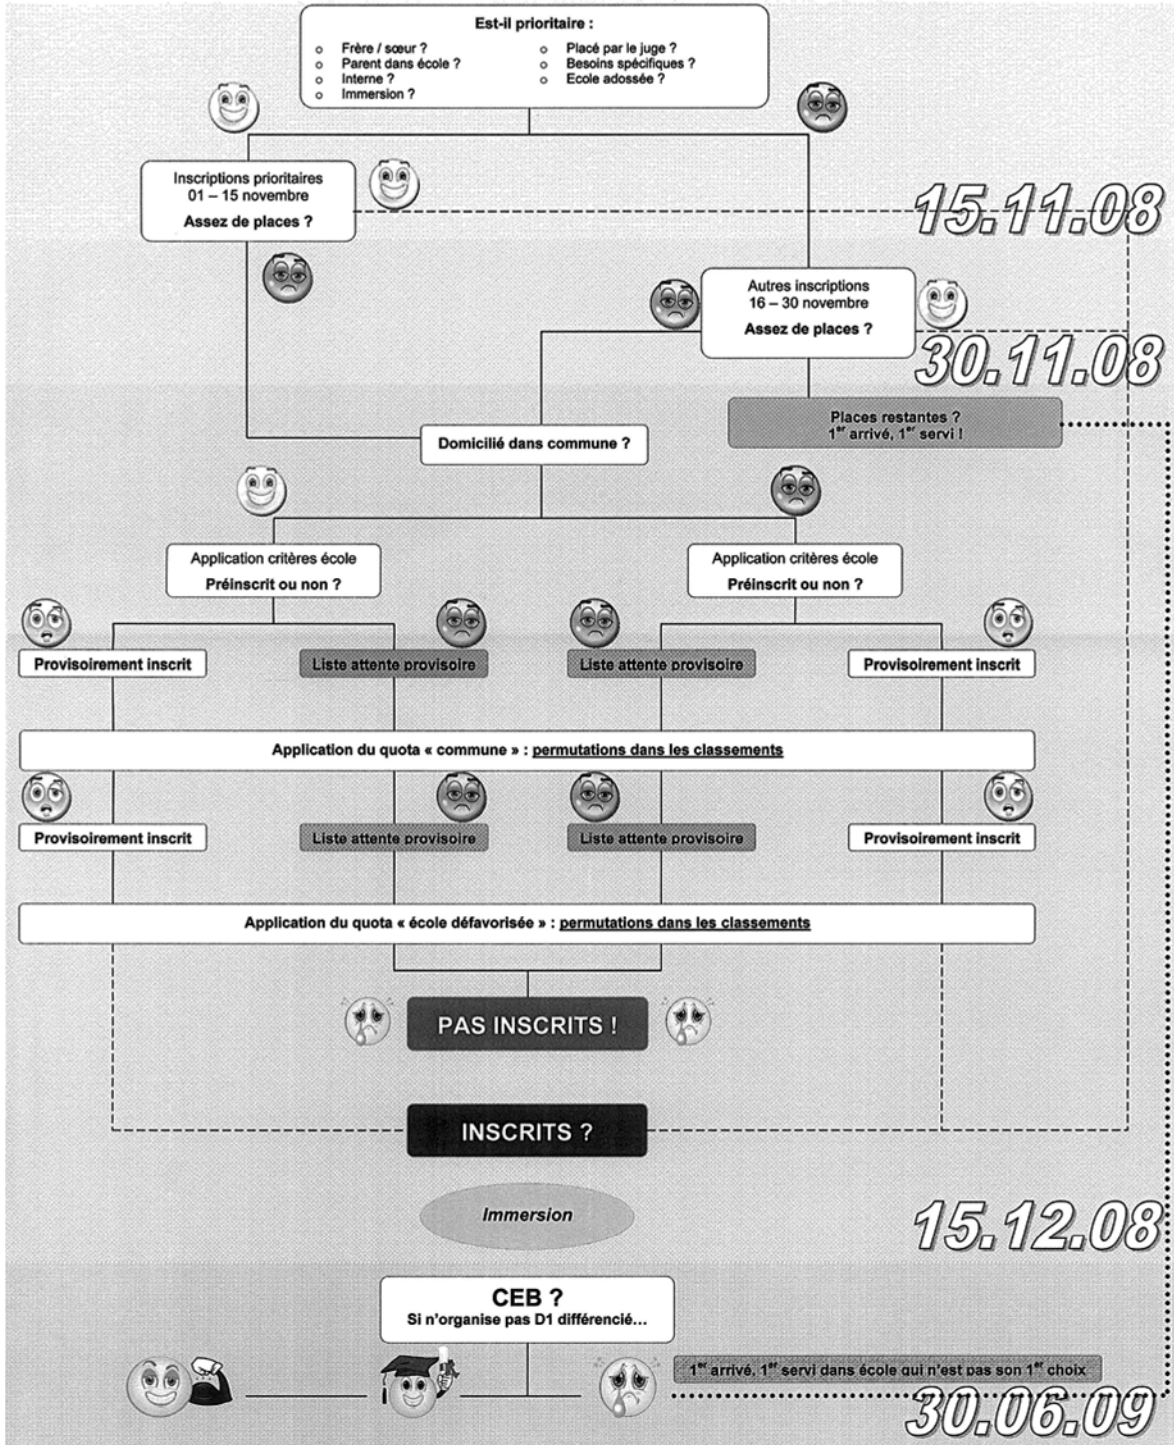 Est-il prioritaire :
o Frère / sœur ?
o Parent dans école ?
o Interne ?
o Immersion ?
o Placé par le juge ?
o Besoins spécifiques ?
o Ecole adossée ?
Inscriptions prioritaires
01 – 15 novembre
Assez de places ?
15.11.08
Autres inscriptions
16 – 30 novembre
Assez de places ?
30.11.08
Places restantes ?
1er arrivé, 1er servi !
Domicilié dans commune ?
Application critères école
Préinscrit ou non ?
Application critères école
Préinscrit ou non ?
Provisoirement inscrit
Liste attente provisoire
Liste attente provisoire
Provisoirement inscrit
Application du quota « commune » : permutations dans les classements
Provisoirement inscrit
Liste attente provisoire
Liste attente provisoire
Provisoirement inscrit
Application du quota « école défavorisée » : permutations dans les classements
PAS INSCRITS !
INSCRITS ?
Immersion
15.12.08
CEB ?
Si n'organise pas D1 différencié...
1er arrivé, 1er servi dans école qui n'est pas son 1er choix
30.06.09